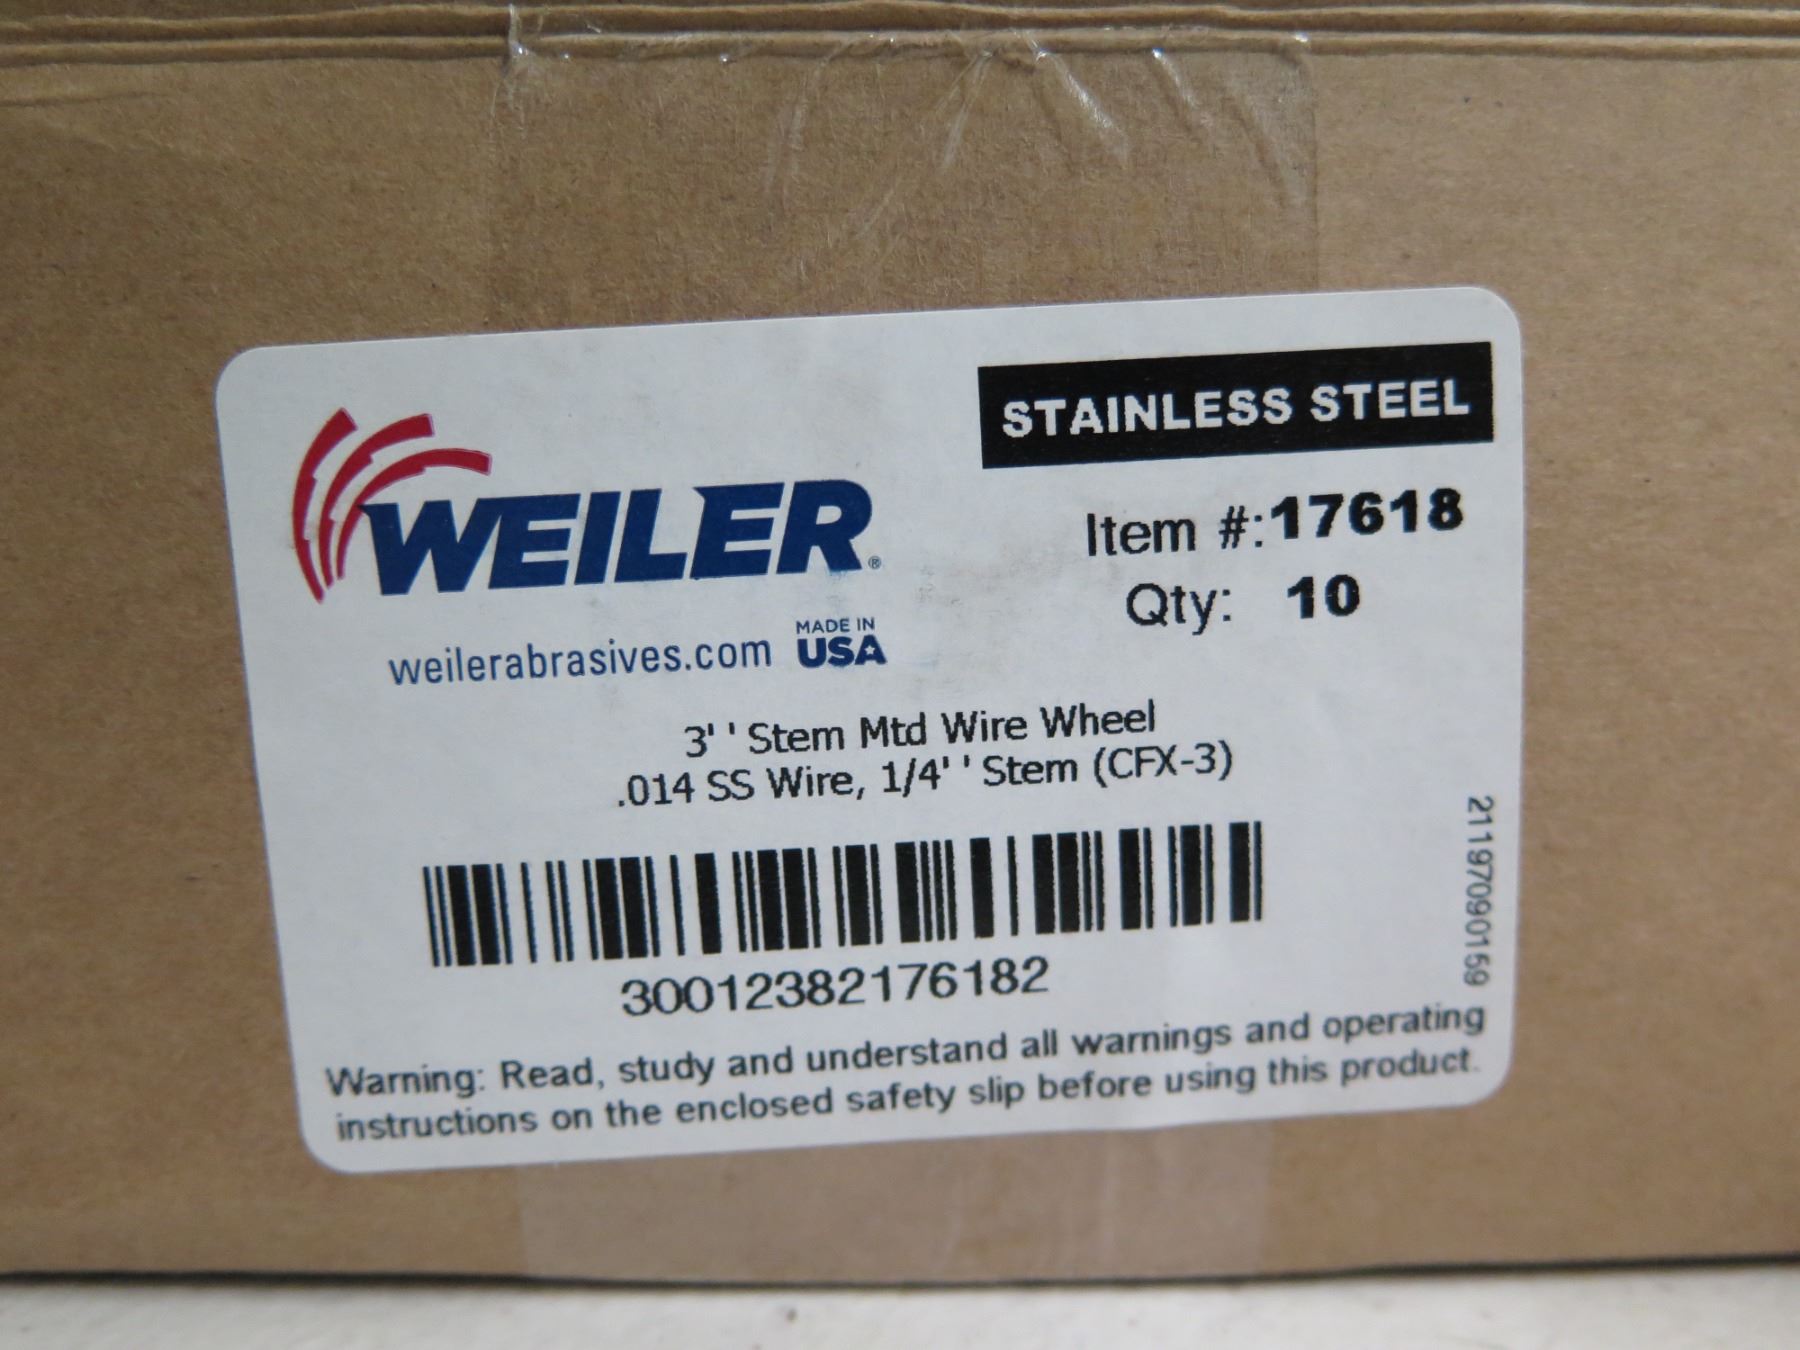 STAINLESS STEEL
WEILER®
Item #:17618
Qty: 10
weilerabrasives.com
MADE IN
USA
3'' Stem Mtd Wire Wheel
.014 SS Wire, 1/4'' Stem (CFX-3)
30012382176182
21197090159
Warning: Read, study and understand all warnings and operating
instructions on the enclosed safety slip before using this product.